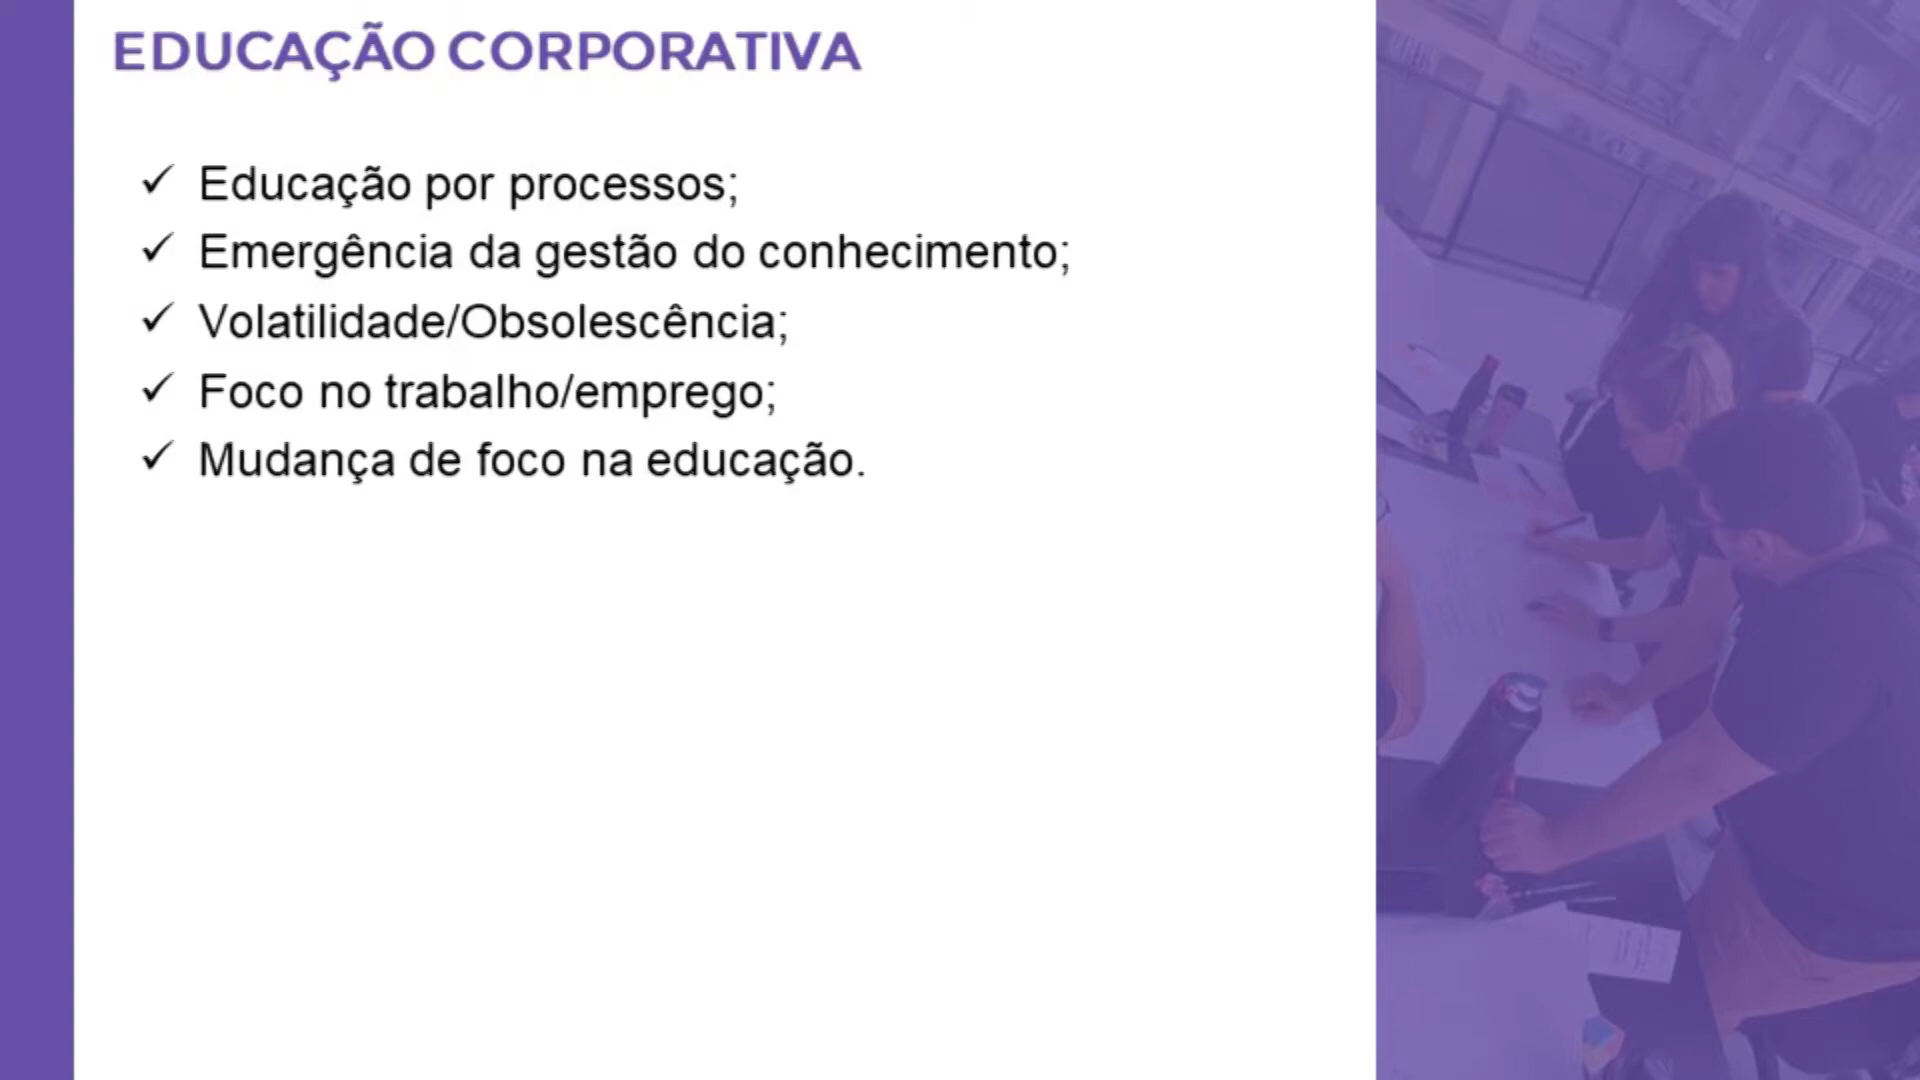 EDUCAÇÃO CORPORATIVA
✓ Educação por processos;
✓ Emergência da gestão do conhecimento;
✓ Volatilidade/Obsolescência;
✓ Foco no trabalho/emprego;
✓ Mudança de foco na educação.